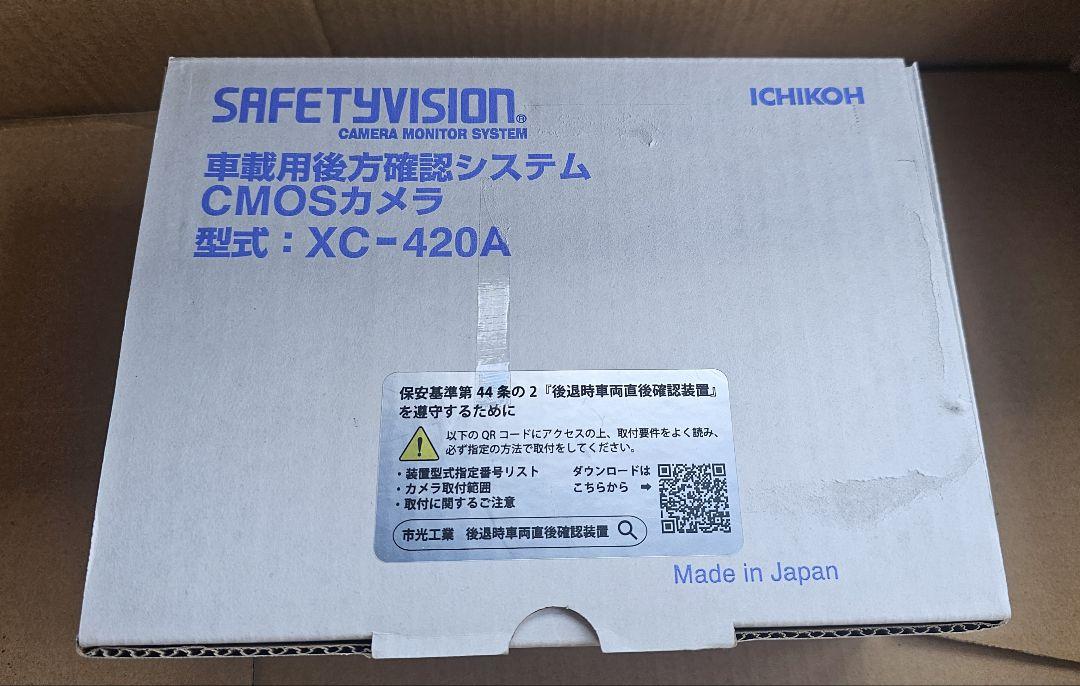 SAFETYVISION®
ICHIKOH
CAMERA MONITOR SYSTEM
車載用後方確認システム
CMOSカメラ
型式：XC-420A
保安基準第 44 条の 2『後退時車両直後確認装置』
を遵守するために
以下の QR コードにアクセスの上、取付要件をよく読み、
必ず指定の方法で取付をしてください。
・装置型式指定番号リスト
・カメラ取付範囲
・取付に関するご注意
ダウンロードは
こちらから ➡
市光工業 後退時車両直後確認装置
Made in Japan